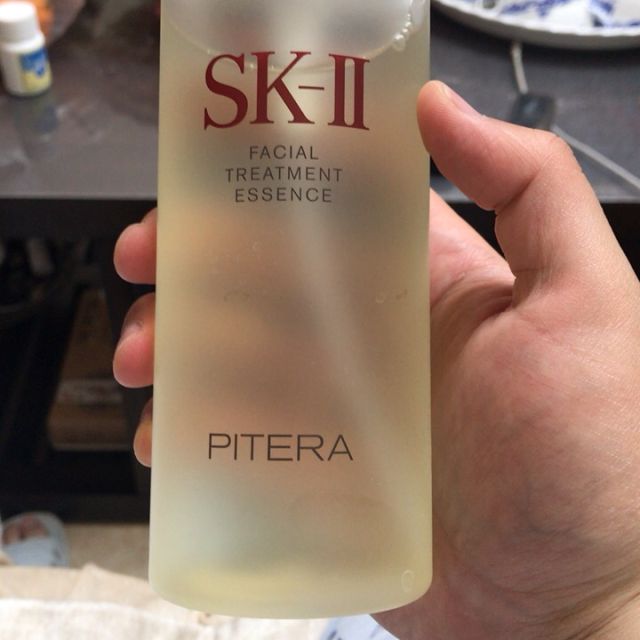 SK-II
FACIAL
TREATMENT
ESSENCE
PITERA